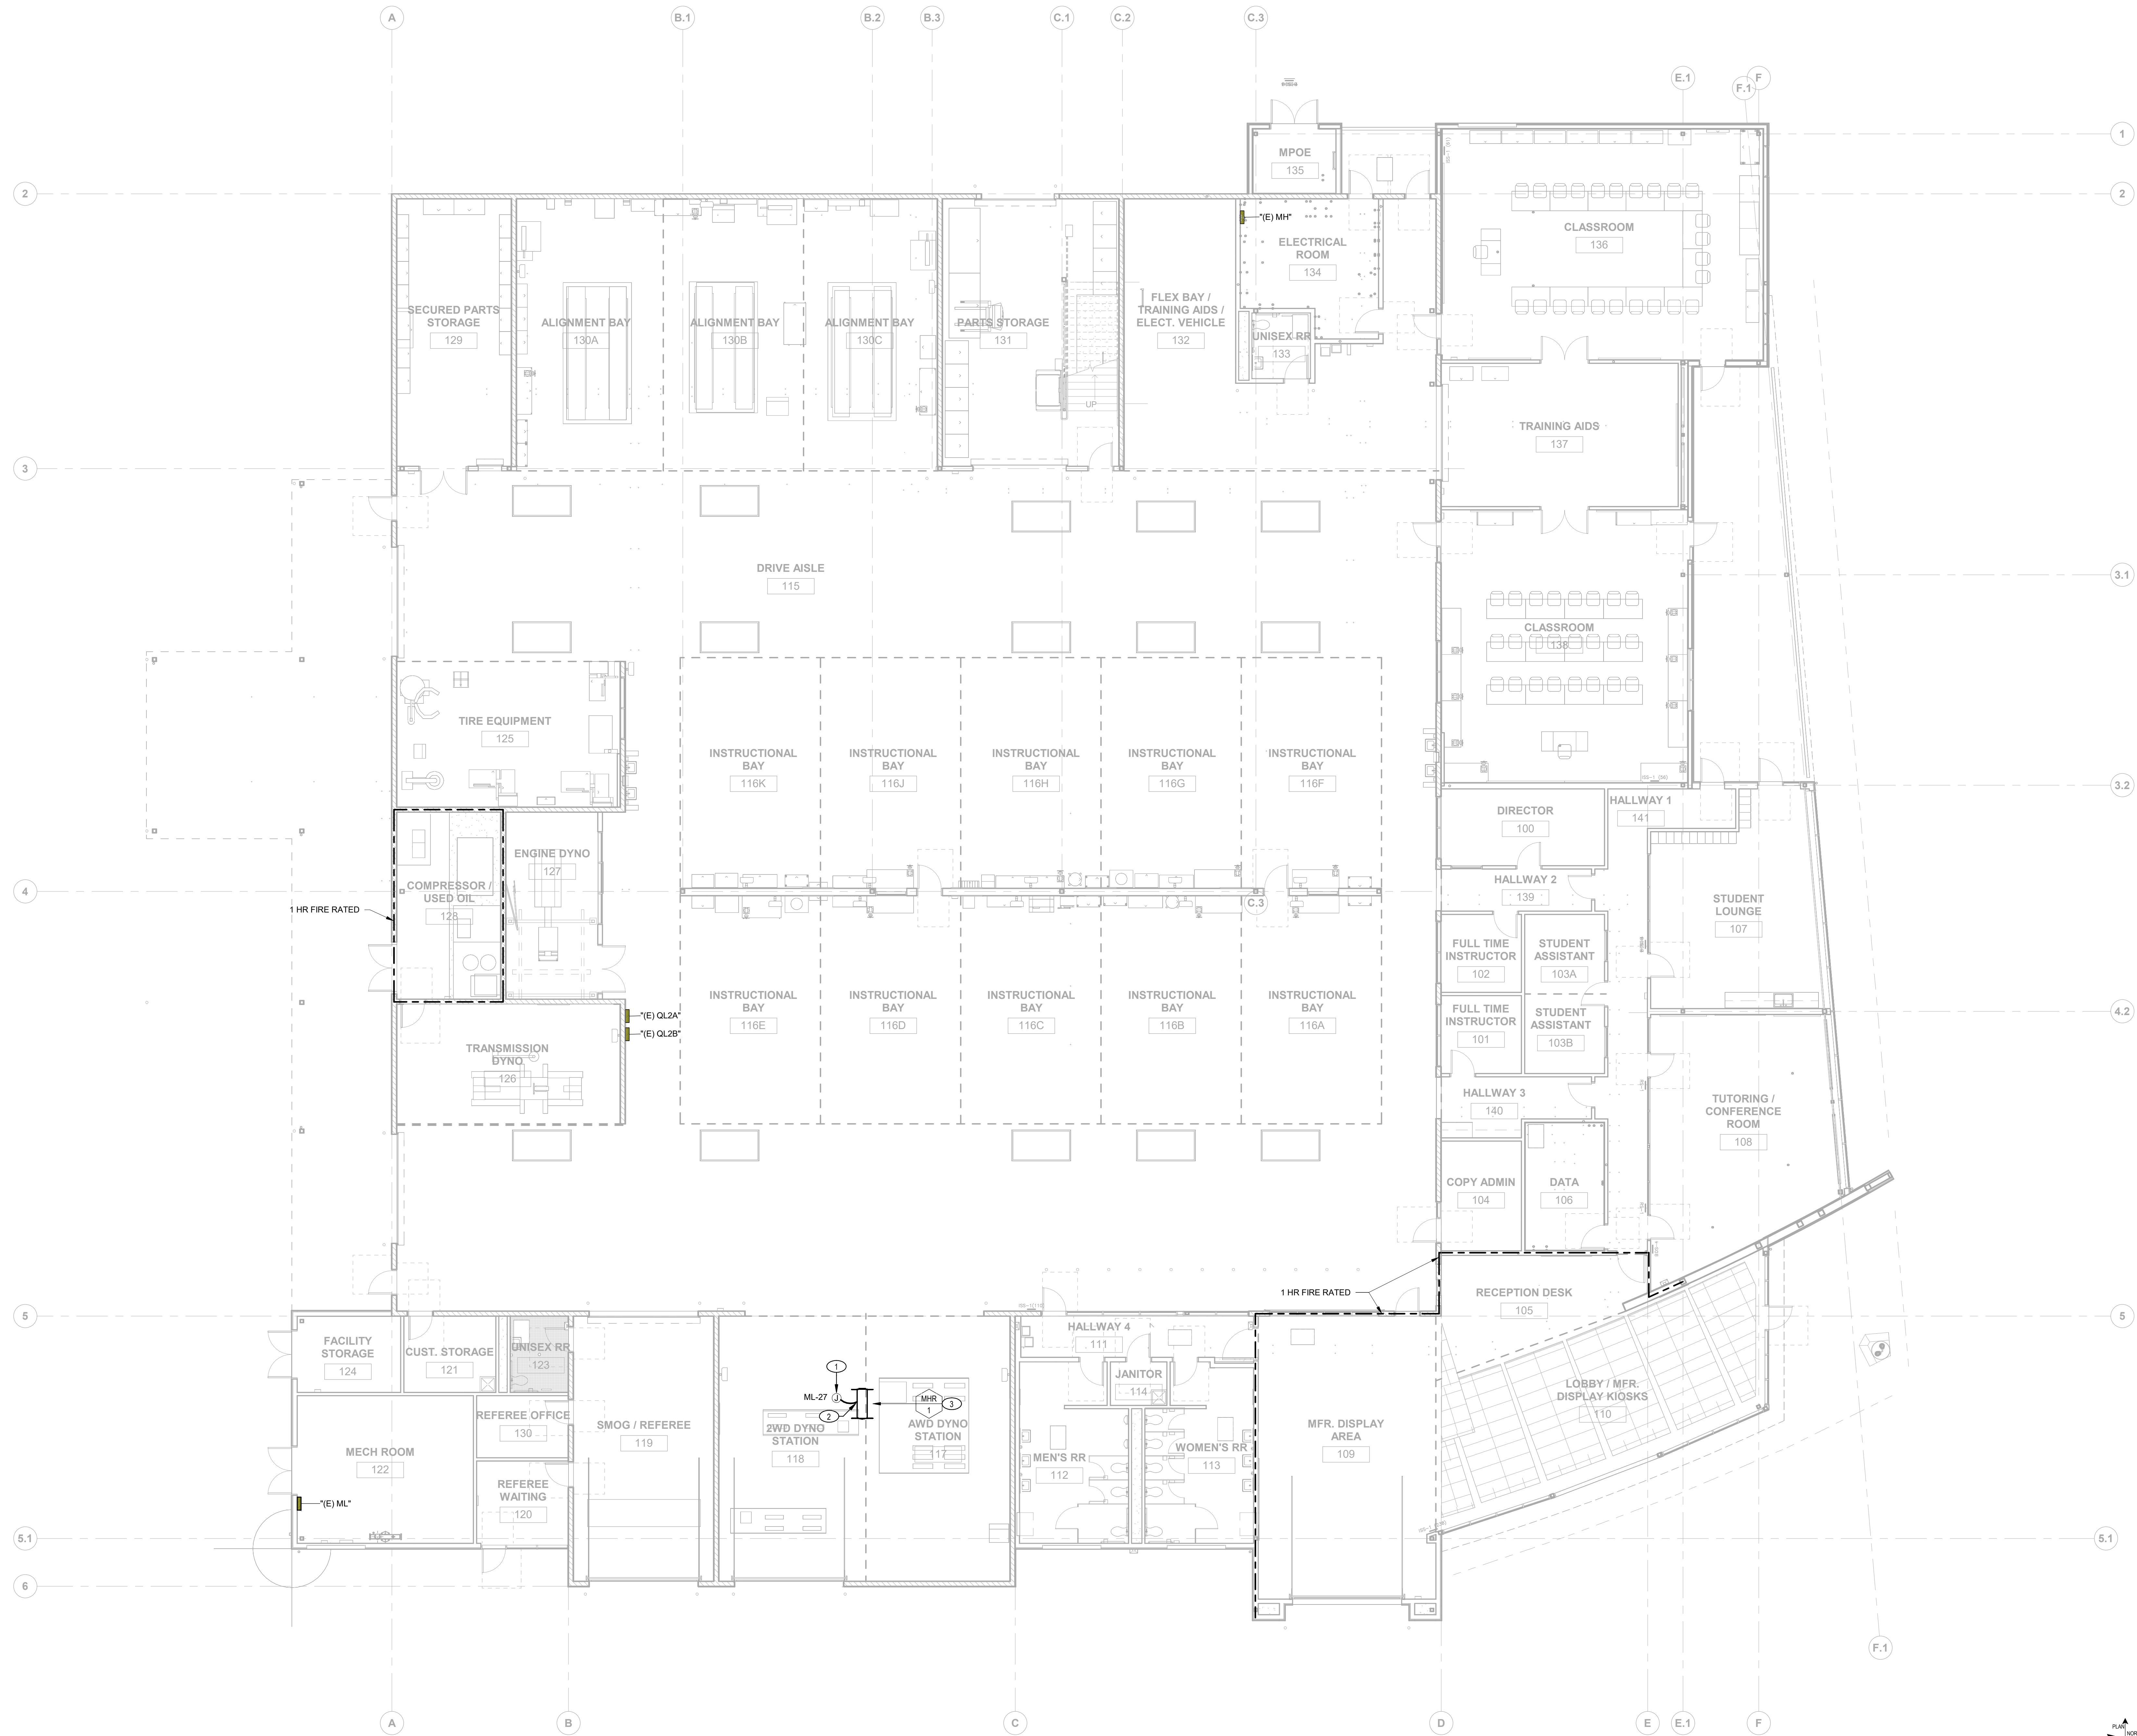 A
B.1
B.2
B.3
C.1
C.2
C.3
E.1
F
F.1
1
2
2
MPOE
135
"(E) MH"
ELECTRICAL
ROOM
134
CLASSROOM
136
SECURED PARTS
STORAGE
129
ALIGNMENT BAY
130A
ALIGNMENT BAY
130B
ALIGNMENT BAY
130C
PARTS STORAGE
131
UP
FLEX BAY /
TRAINING AIDS /
ELECT. VEHICLE
132
UNISEX RR
133
TRAINING AIDS
137
3
DRIVE AISLE
115
3.1
CLASSROOM
138
TIRE EQUIPMENT
125
INSTRUCTIONAL
BAY
116K
INSTRUCTIONAL
BAY
116J
INSTRUCTIONAL
BAY
116H
INSTRUCTIONAL
BAY
116G
INSTRUCTIONAL
BAY
116F
3.2
DIRECTOR
100
HALLWAY 1
141
ENGINE DYNO
127
COMPRESSOR /
USED OIL
128
1 HR FIRE RATED
4
HALLWAY 2
139
C.3
STUDENT
LOUNGE
107
FULL TIME
INSTRUCTOR
102
STUDENT
ASSISTANT
103A
INSTRUCTIONAL
BAY
116E
INSTRUCTIONAL
BAY
116D
INSTRUCTIONAL
BAY
116C
INSTRUCTIONAL
BAY
116B
INSTRUCTIONAL
BAY
116A
"(E) QL2A"
"(E) QL2B"
FULL TIME
INSTRUCTOR
101
STUDENT
ASSISTANT
103B
4.2
TRANSMISSION
DYNO
126
HALLWAY 3
140
TUTORING /
CONFERENCE
ROOM
108
COPY ADMIN
104
DATA
106
1 HR FIRE RATED
RECEPTION DESK
105
5
5
FACILITY
STORAGE
124
CUST. STORAGE
121
UNISEX RR
123
HALLWAY 4
111
JANITOR
114
1
ML-27
J
2
MHR
1
3
LOBBY / MFR.
DISPLAY KIOSKS
110
REFEREE OFFICE
130
SMOG / REFEREE
119
2WD DYNO
STATION
118
AWD DYNO
STATION
117
MFR. DISPLAY
AREA
109
MECH ROOM
122
MEN'S RR
112
WOMEN'S RR
113
REFEREE
WAITING
120
"(E) ML"
5.1
5.1
6
F.1
A
B
C
D
E
E.1
F
PLAN
NOR